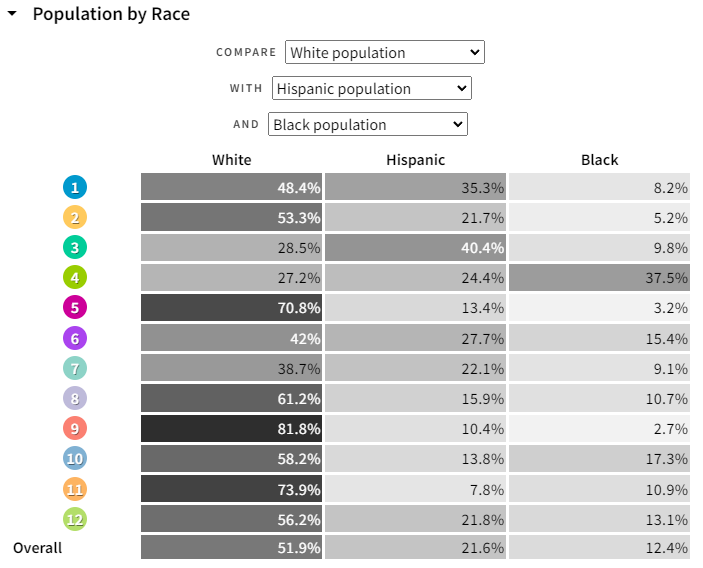 Population by Race
COMPARE White population
WITH Hispanic population
AND Black population
White Hispanic Black
1 48.4% 35.3% 8.2%
2 53.3% 21.7% 5.2%
3 28.5% 40.4% 9.8%
4 27.2% 24.4% 37.5%
5 70.8% 13.4% 3.2%
6 42% 27.7% 15.4%
7 38.7% 22.1% 9.1%
8 61.2% 15.9% 10.7%
9 81.8% 10.4% 2.7%
10 58.2% 13.8% 17.3%
11 73.9% 7.8% 10.9%
12 56.2% 21.8% 13.1%
Overall 51.9% 21.6% 12.4%